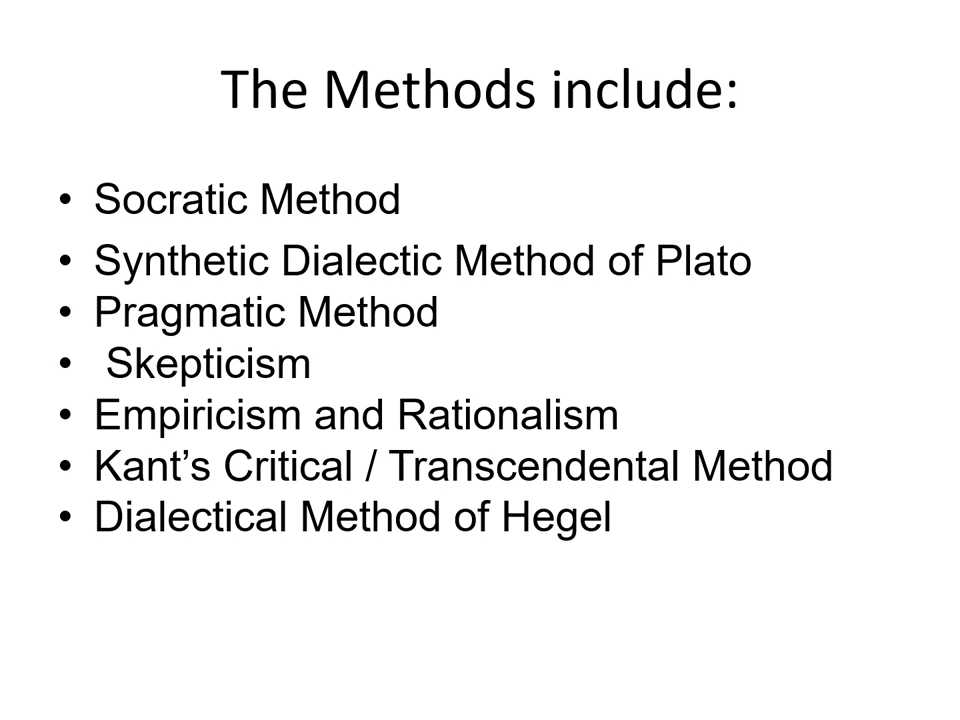 The Methods include:
• Socratic Method
• Synthetic Dialectic Method of Plato
• Pragmatic Method
• Skepticism
• Empiricism and Rationalism
• Kant’s Critical / Transcendental Method
• Dialectical Method of Hegel